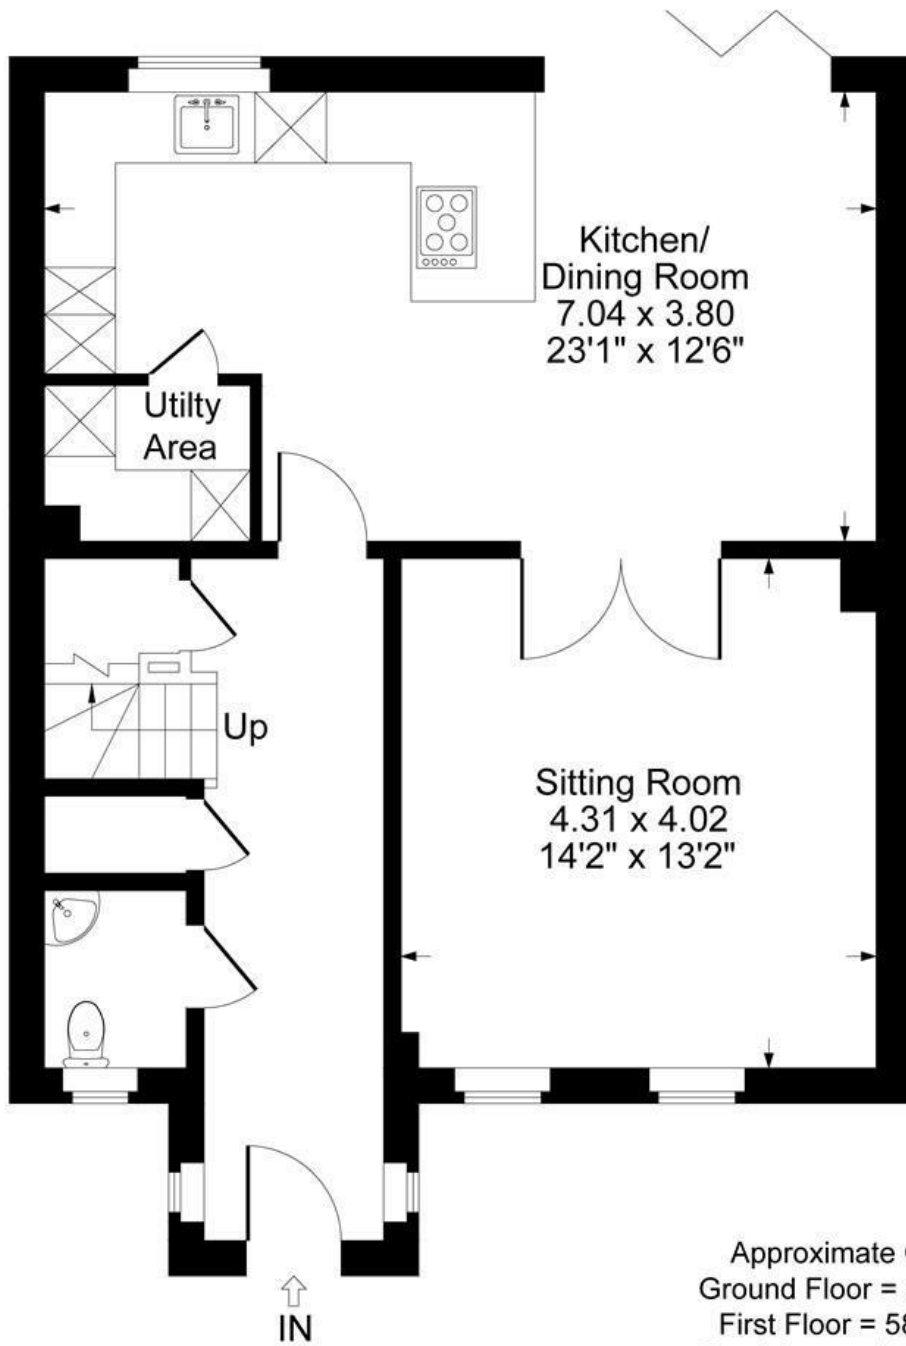 Kitchen/
Dining Room
7.04 x 3.80
23'1" x 12'6"
Utilty
Area
Up
Sitting Room
4.31 x 4.02
14'2" x 13'2"
IN
Approximate
Ground Floor =
First Floor = 58